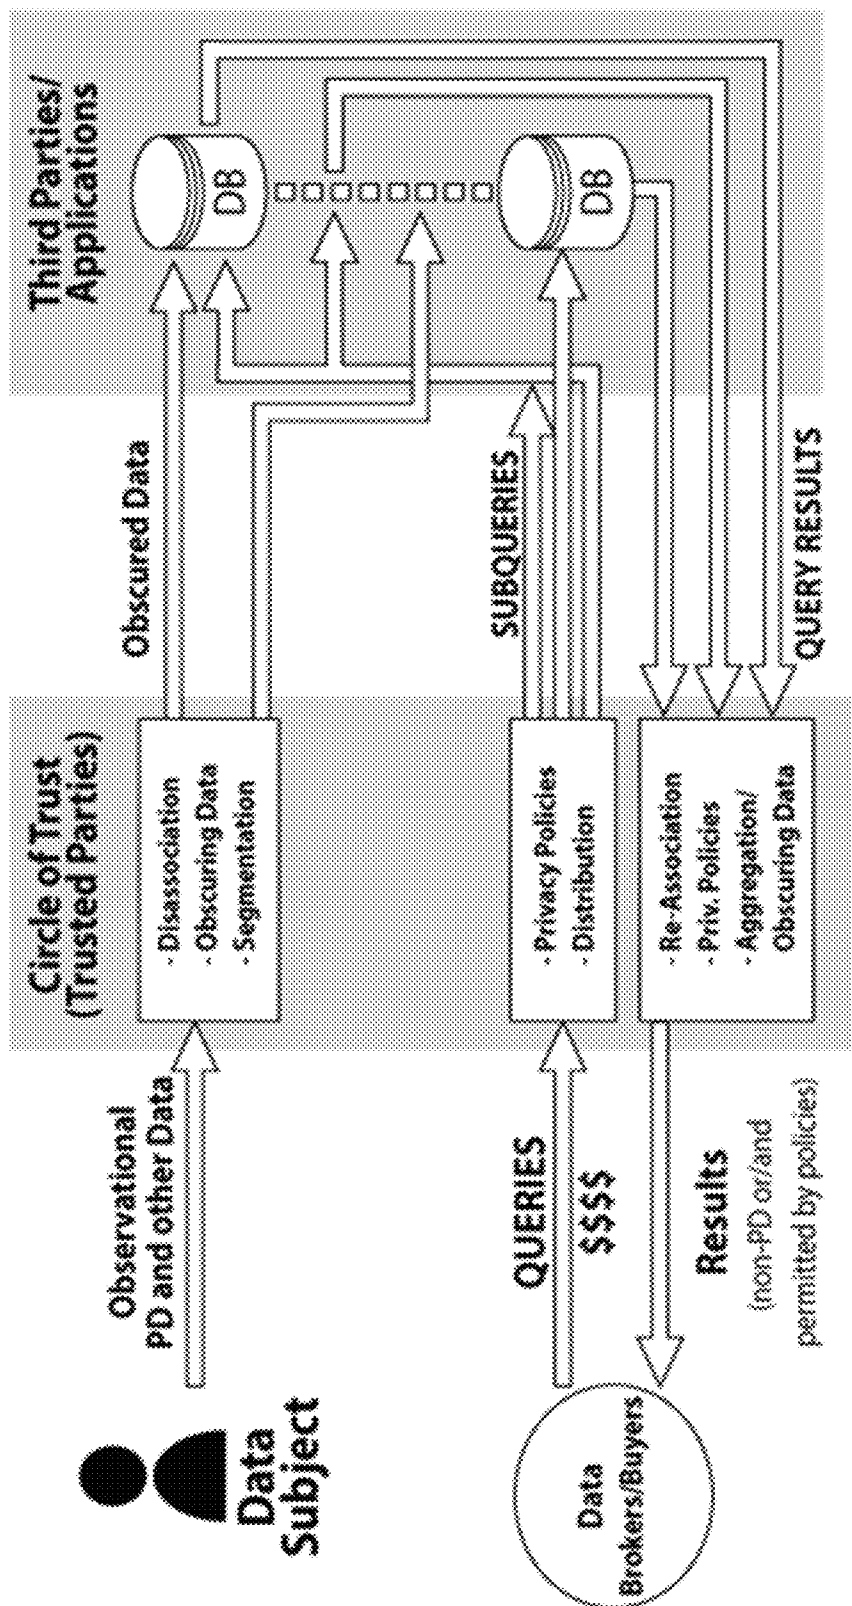 Data
Subject
Observational
PD and other Data
Circle of Trust
(Trusted Parties)
- Disassociation
- Obscuring Data
- Segmentation
Obscured Data
Third Parties/
Applications
DB
DB
Data
Brokers/Buyers
QUERIES
$$$$
- Privacy Policies
- Distribution
SUBQUERIES
Results
(non-PD or/and
permitted by policies)
- Re-Association
- Priv. Policies
- Aggregation/
Obscuring Data
QUERY RESULTS